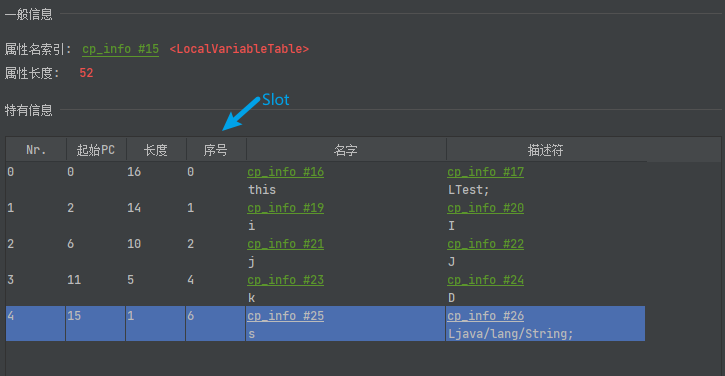 一般信息
属性名索引: cp_info #15 <LocalVariableTable>
属性长度: 52
Slot
特有信息
Nr. 起始PC 长度 序号 名字 描述符
0 0 16 0 cp_info #16 cp_info #17
this LTest;
1 2 14 1 cp_info #19 cp_info #20
i I
2 6 10 2 cp_info #21 cp_info #22
j J
3 11 5 4 cp_info #23 cp_info #24
k D
4 15 1 6 cp_info #25 cp_info #26
s Ljava/lang/String;